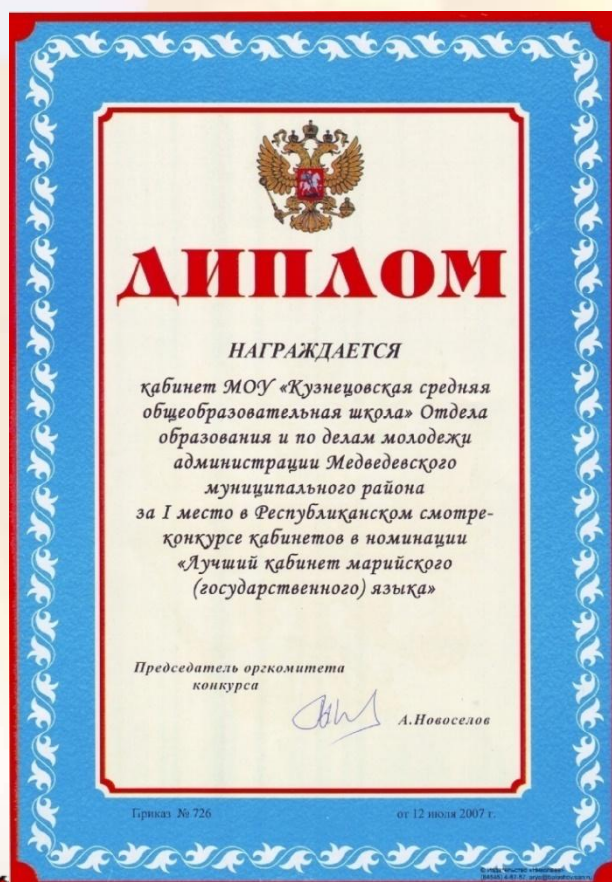 ДИПЛОМ
НАГРАЖДАЕТСЯ
кабинет МОУ «Кузнецовская средняя
общеобразовательная школа» Отдела
образования и по делам молодежи
администрации Медведевского
муниципального района
за I место в Республиканском смотре-
конкурсе кабинетов в номинации
«Лучший кабинет марийского
(государственного) языка»
Председатель оргкомитета
конкурса
А.Новоселов
Приказ № 726 от 12 июля 2007 г.